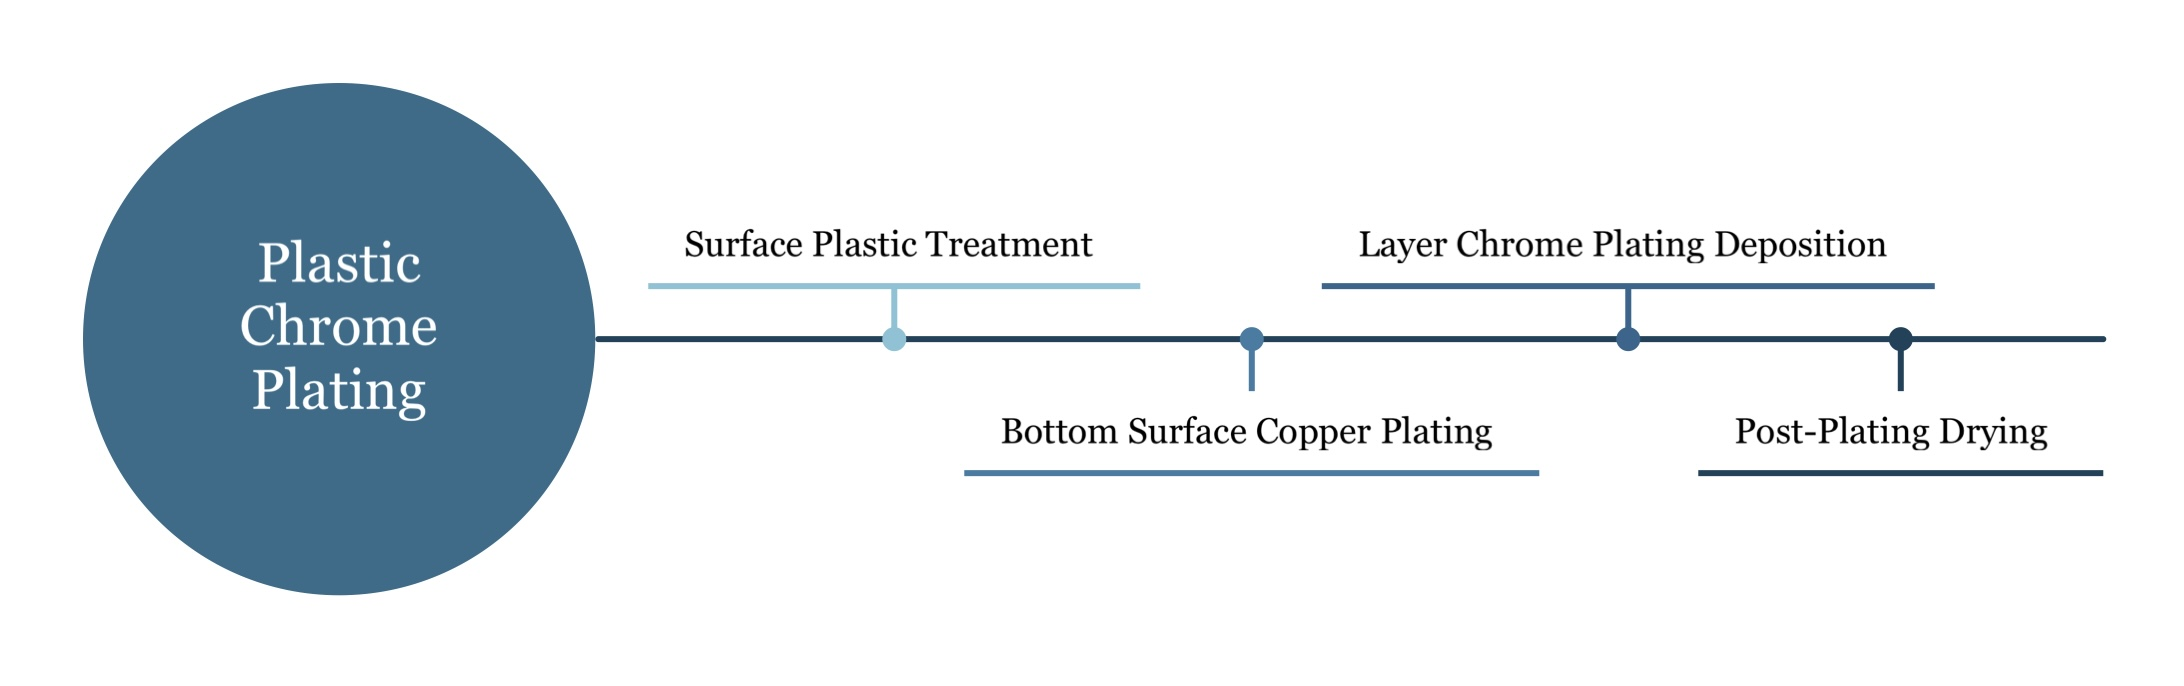 Plastic
Chrome
Plating
Surface Plastic Treatment
Bottom Surface Copper Plating
Layer Chrome Plating Deposition
Post-Plating Drying